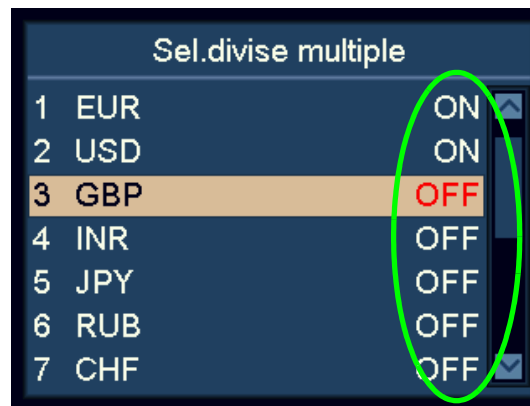 Sel.divise multiple
1 EUR ON
2 USD ON
3 GBP OFF
4 INR OFF
5 JPY OFF
6 RUB OFF
7 CHF OFF